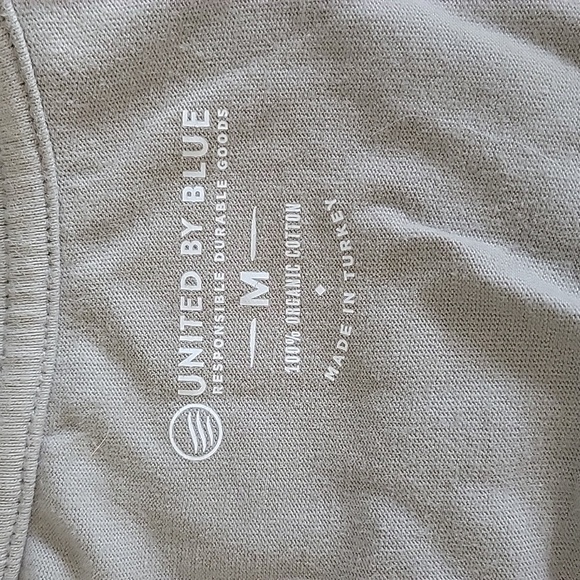 UNITED BY BLUE
RESPONSIBLE DURABLE GOODS
M
100% ORGANIC COTTON
MADE IN TURKEY